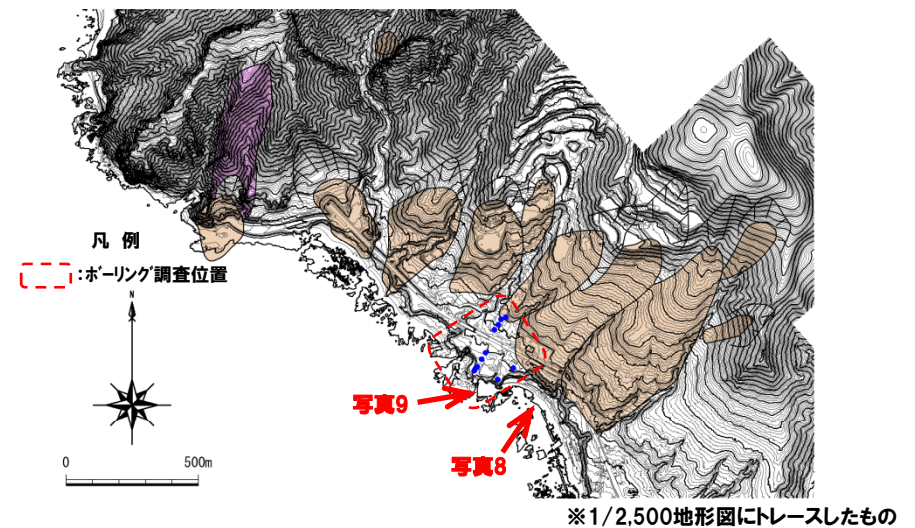 凡 例
:ボーリング調査位置
N
0 500m
写真9
写真8
※1/2,500地形図にトレースしたもの